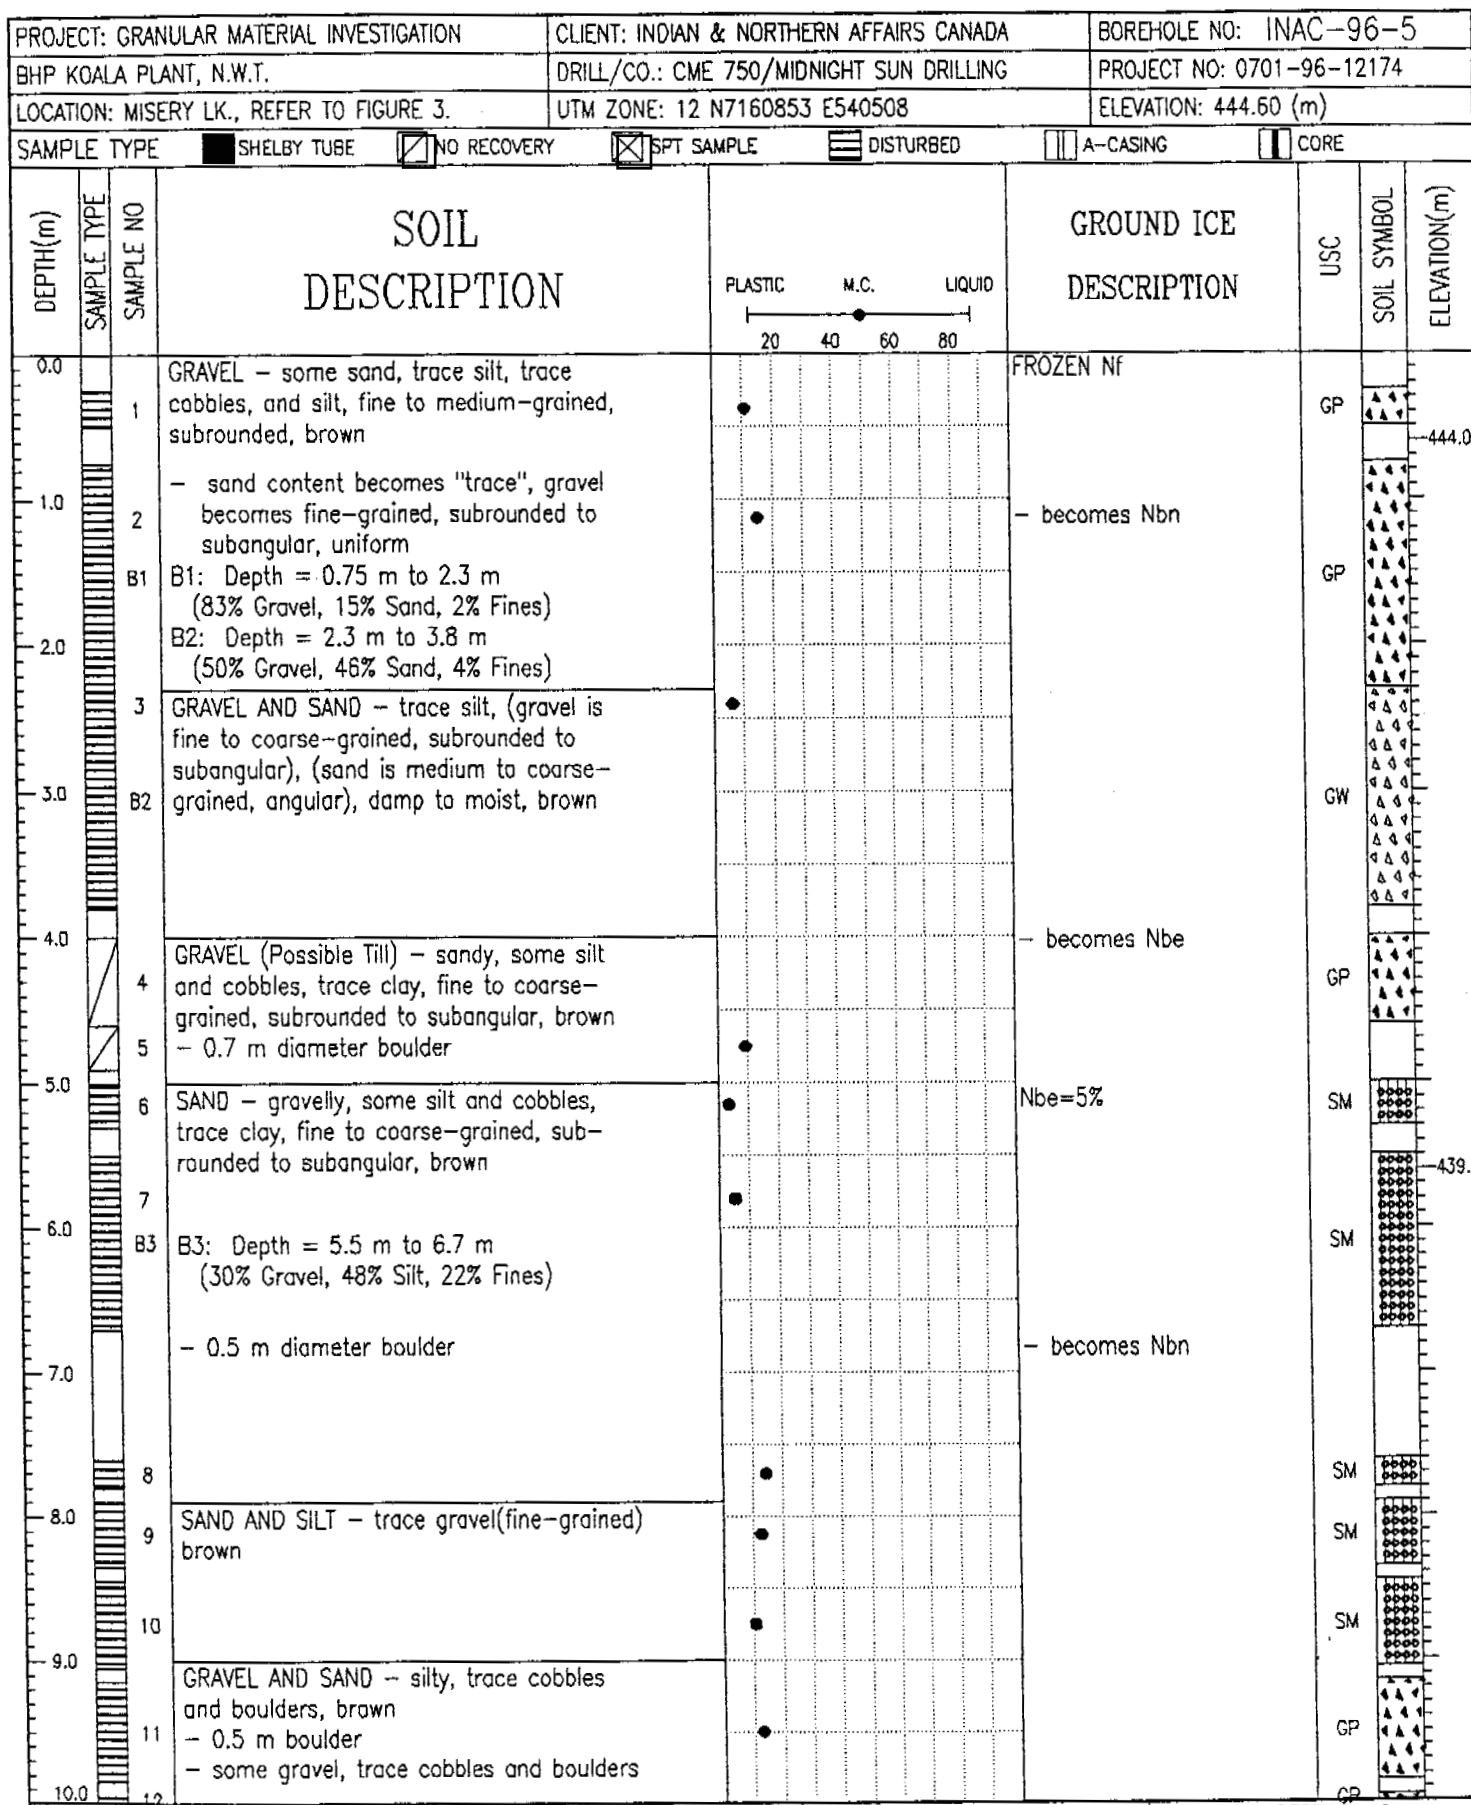 PROJECT: GRANULAR MATERIAL INVESTIGATION CLIENT: INDIAN & NORTHERN AFFAIRS CANADA BOREHOLE NO: INAC-96-5
BHP KOALA PLANT, N.W.T. DRILL/CO.: CME 750/MIDNIGHT SUN DRILLING PROJECT NO: 0701-96-12174
LOCATION: MISERY LK., REFER TO FIGURE 3. UTM ZONE: 12 N7160853 E540508 ELEVATION: 444.60 (m)
SAMPLE TYPE SHELBY TUBE NO RECOVERY SPT SAMPLE DISTURBED A-CASING CORE
DEPTH(m)
SAMPLE TYPE
SAMPLE NO
SOIL
DESCRIPTION
PLASTIC M.C. LIQUID
20 40 60 80
GROUND ICE
DESCRIPTION
USC
SOIL SYMBOL
ELEVATION(m)
0.0 GRAVEL – some sand, trace silt, trace FROZEN Nf
1 cobbles, and silt, fine to medium-grained, GP
subrounded, brown 444.0
– sand content becomes "trace", gravel
1.0 2 becomes fine-grained, subrounded to – becomes Nbn
subangular, uniform
B1 B1: Depth = 0.75 m to 2.3 m GP
(83% Gravel, 15% Sand, 2% Fines)
2.0 B2: Depth = 2.3 m to 3.8 m
(50% Gravel, 46% Sand, 4% Fines)
3 GRAVEL AND SAND – trace silt, (gravel is
fine to coarse-grained, subrounded to
subangular), (sand is medium to coarse-
3.0 B2 grained, angular), damp to moist, brown GW
4.0 – becomes Nbe
GRAVEL (Possible Till) – sandy, some silt
4 and cobbles, trace clay, fine to coarse- GP
grained, subrounded to subangular, brown
5 – 0.7 m diameter boulder
5.0
6 SAND – gravelly, some silt and cobbles, Nbe=5% SM
trace clay, fine to coarse-grained, sub-
rounded to subangular, brown 439.
7
6.0 B3 B3: Depth = 5.5 m to 6.7 m SM
(30% Gravel, 48% Silt, 22% Fines)
– 0.5 m diameter boulder – becomes Nbn
7.0
8 SM
8.0 9 SAND AND SILT – trace gravel(fine-grained) SM
brown
10 SM
9.0
GRAVEL AND SAND – silty, trace cobbles
and boulders, brown
11 – 0.5 m boulder GP
– some gravel, trace cobbles and boulders
10.0 12 GP